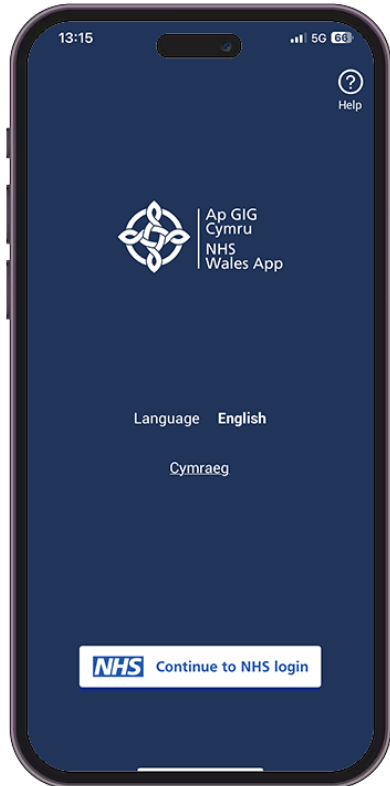 13:15
5G 66
?
Help
Ap GIG
Cymru
NHS
Wales App
Language English
Cymraeg
NHS Continue to NHS login